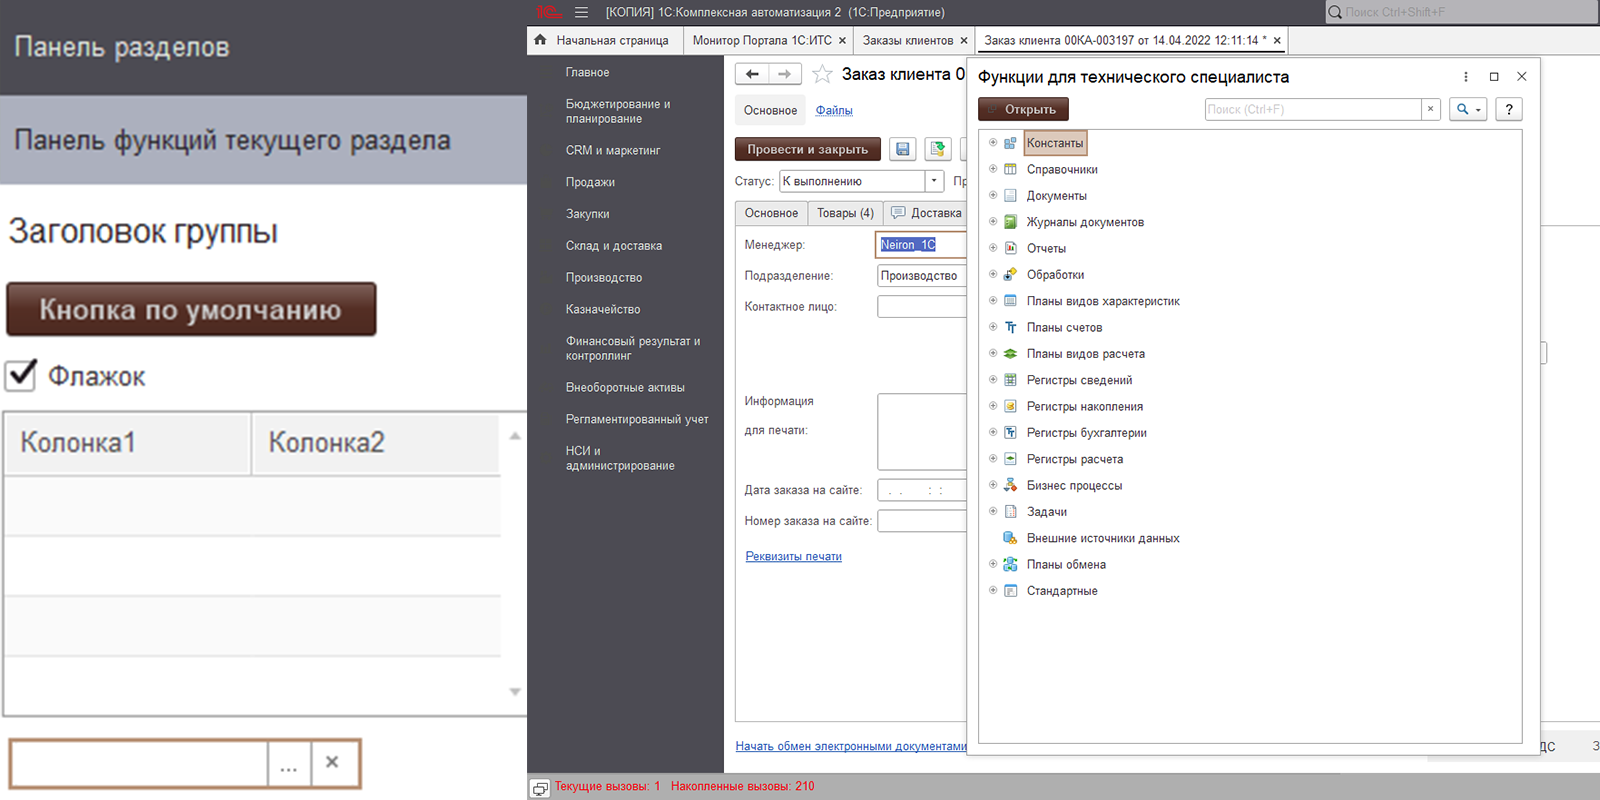 Панель разделов
Панель функций текущего раздела
Заголовок группы
Кнопка по умолчанию
Флажок
Колонка1 Колонка2
...
1С [КОПИЯ] 1С:Комплексная автоматизация 2 (1С:Предприятие)
Поиск Ctrl+Shift+F
Начальная страница
Монитор Портала 1С:ИТС
Заказы клиентов
Заказ клиента 00КА-003197 от 14.04.2022 12:11:14 *
Главное
Бюджетирование и
планирование
CRM и маркетинг
Продажи
Закупки
Склад и доставка
Производство
Казначейство
Финансовый результат и
контроллинг
Внеоборотные активы
Регламентированный учет
НСИ и
администрирование
Заказ клиента 0
Основное Файлы
Провести и закрыть
Статус: К выполнению Пр
Основное Товары (4) Доставка
Менеджер: Neiron_1С
Подразделение: Производство
Контактное лицо:
Информация
для печати:
Дата заказа на сайте: . . : :
Номер заказа на сайте:
Реквизиты печати
Начать обмен электронными документами
Функции для технического специалиста
Открыть
Поиск (Ctrl+F)
?
Константы
Справочники
Документы
Журналы документов
Отчеты
Обработки
Планы видов характеристик
Планы счетов
Планы видов расчета
Регистры сведений
Регистры накопления
Регистры бухгалтерии
Регистры расчета
Бизнес процессы
Задачи
Внешние источники данных
Планы обмена
Стандартные
ДС
Текущие вызовы: 1 Накопленные вызовы: 210